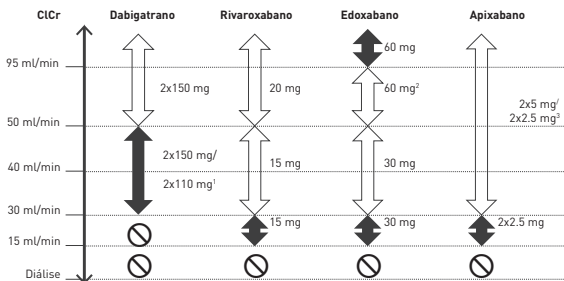 ClCr Dabigatrano Rivaroxabano Edoxabano Apixabano
60 mg
95 ml/min
2x150 mg 20 mg 60 mg²
2x5 mg/
2x2.5 mg³
50 ml/min
2x150 mg/
2x110 mg¹
15 mg 30 mg
40 ml/min
30 ml/min
15 mg 30 mg 2x2.5 mg
15 ml/min
Diálise